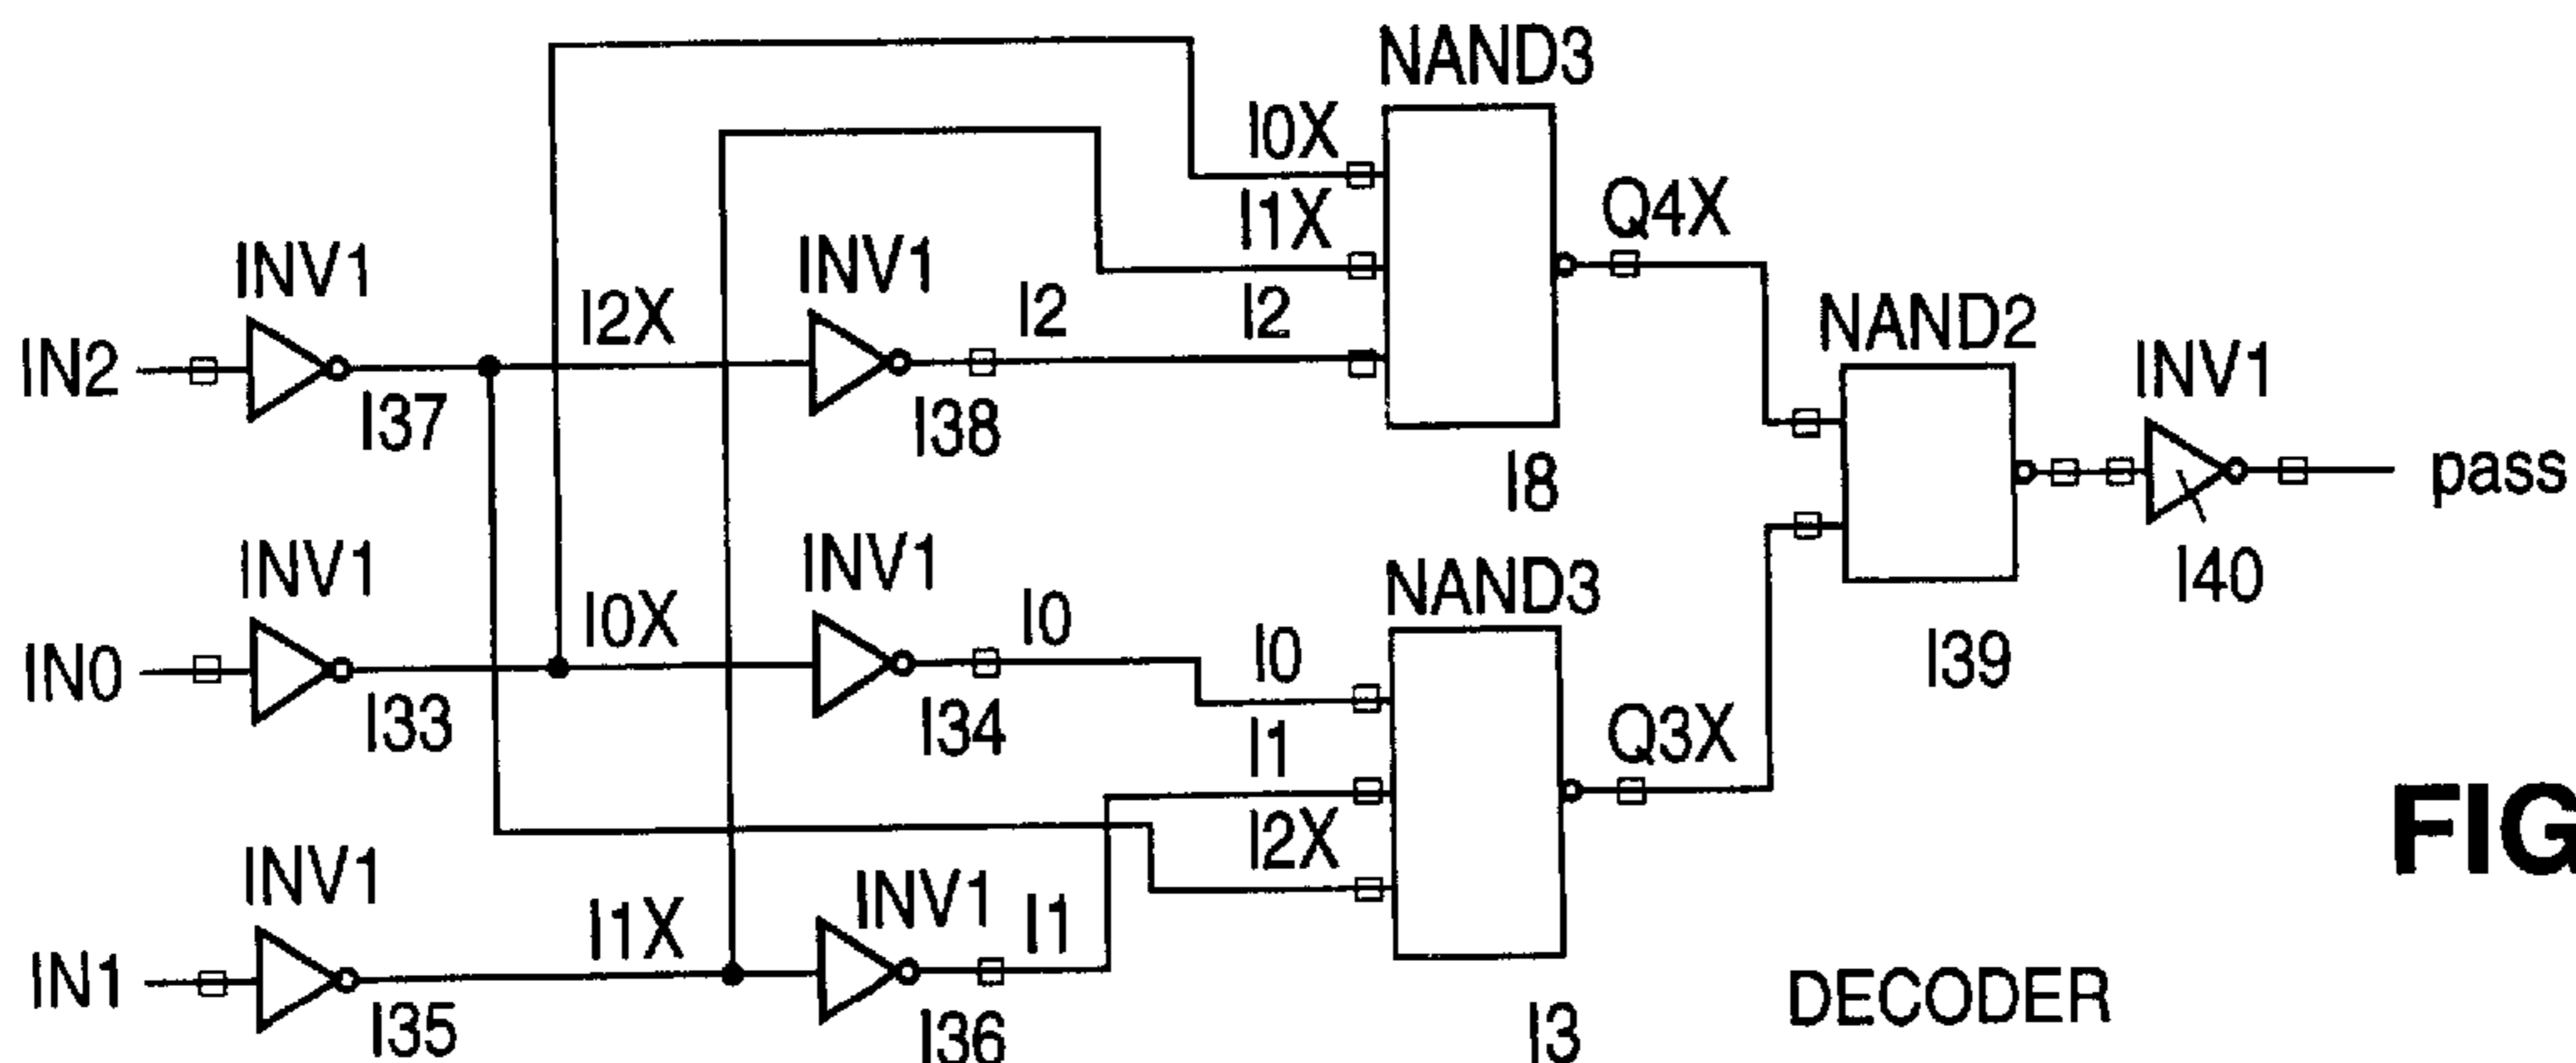 NAND3
I0X
I1X
I2
Q4X
I8
INV1
IN2
I37
I2X
INV1
I2
I38
NAND2
I39
INV1
pass
I40
INV1
IN0
I33
I0X
INV1
I0
I34
NAND3
I0
I1
I2X
Q3X
I3
INV1
IN1
I35
I1X
INV1
I1
I36
DECODER
FIG